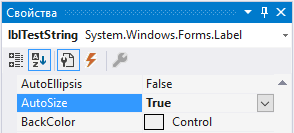 Свойства
lblTestString System.Windows.Forms.Label
AutoEllipsis False
AutoSize True
BackColor Control